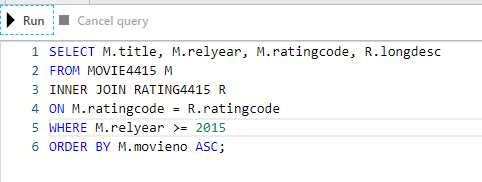 Run Cancel query
1 SELECT M.title, M.relyear, M.ratingcode, R.longdesc
2 FROM MOVIE4415 M
3 INNER JOIN RATING4415 R
4 ON M.ratingcode = R.ratingcode
5 WHERE M.relyear >= 2015
6 ORDER BY M.movieno ASC;